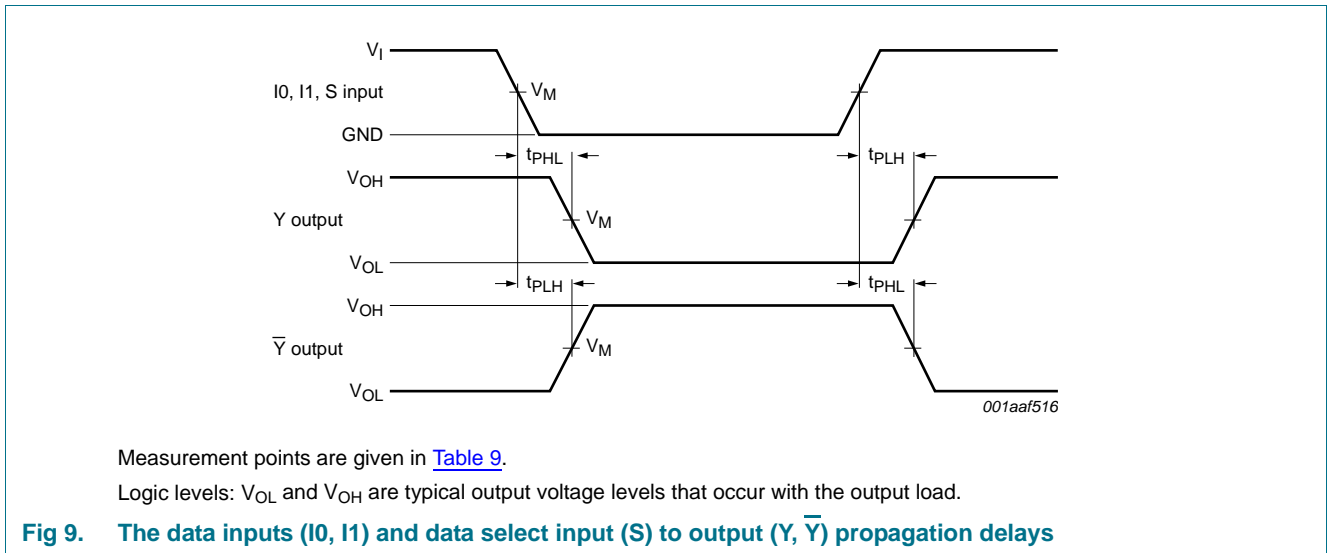 VI
I0, I1, S input
VM
GND
tPHL
tPLH
VOH
Y output
VM
VOL
tPLH
tPHL
VOH
Y̅ output
VM
VOL
001aaf516
Measurement points are given in Table 9.
Logic levels: VOL and VOH are typical output voltage levels that occur with the output load.
Fig 9. The data inputs (I0, I1) and data select input (S) to output (Y, Y̅) propagation delays